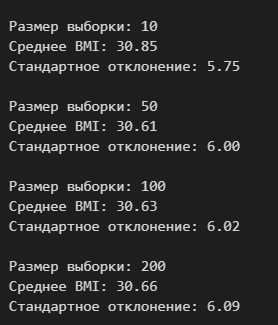 Размер выборки: 10
Среднее BMI: 30.85
Стандартное отклонение: 5.75
Размер выборки: 50
Среднее BMI: 30.61
Стандартное отклонение: 6.00
Размер выборки: 100
Среднее BMI: 30.63
Стандартное отклонение: 6.02
Размер выборки: 200
Среднее BMI: 30.66
Стандартное отклонение: 6.09